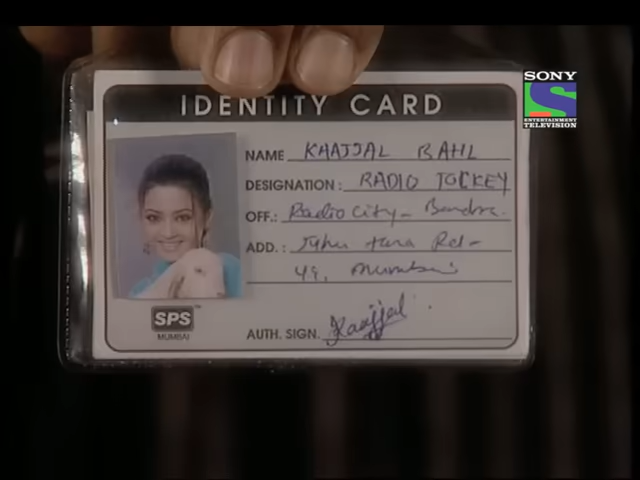 IDENTITY CARD
SONY
ENTERTAINMENT
TELEVISION
NAME KAAJJAL BAHL
DESIGNATION : RADIO JOCKEY
OFF.: Radio city - Bandra.
ADD. : Juhu tara Rd -
49, mumbai
SPS
MUMBAI
AUTH. SIGN. Kaajjal